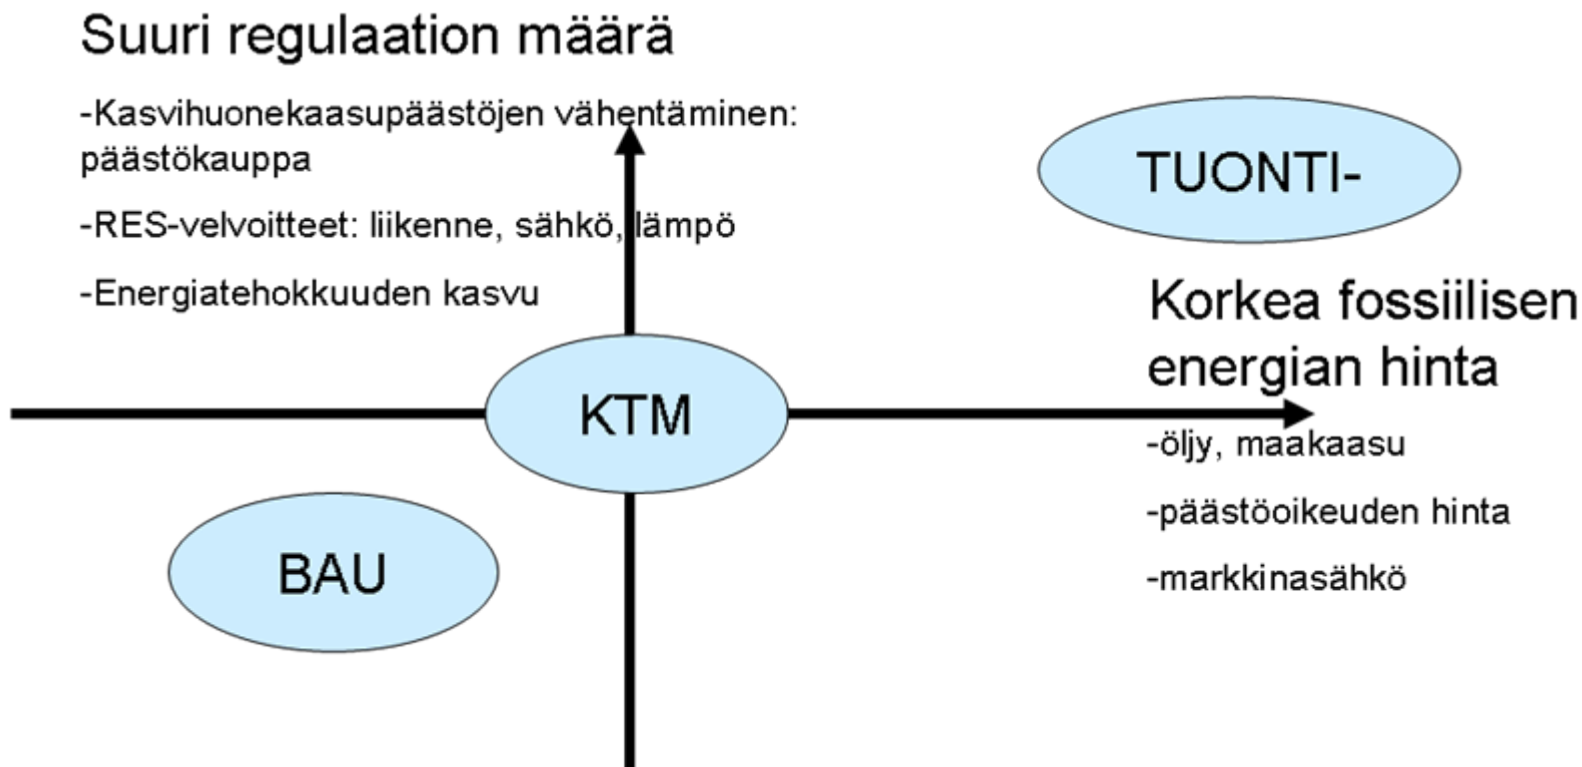 Suuri regulaation määrä
-Kasvihuonekaasupäästöjen vähentäminen:
päästökauppa
-RES-velvoitteet: liikenne, sähkö, lämpö
-Energiatehokkuuden kasvu
TUONTI-
Korkea fossiilisen
energian hinta
-öljy, maakaasu
-päästöoikeuden hinta
-markkinasähkö
KTM
BAU